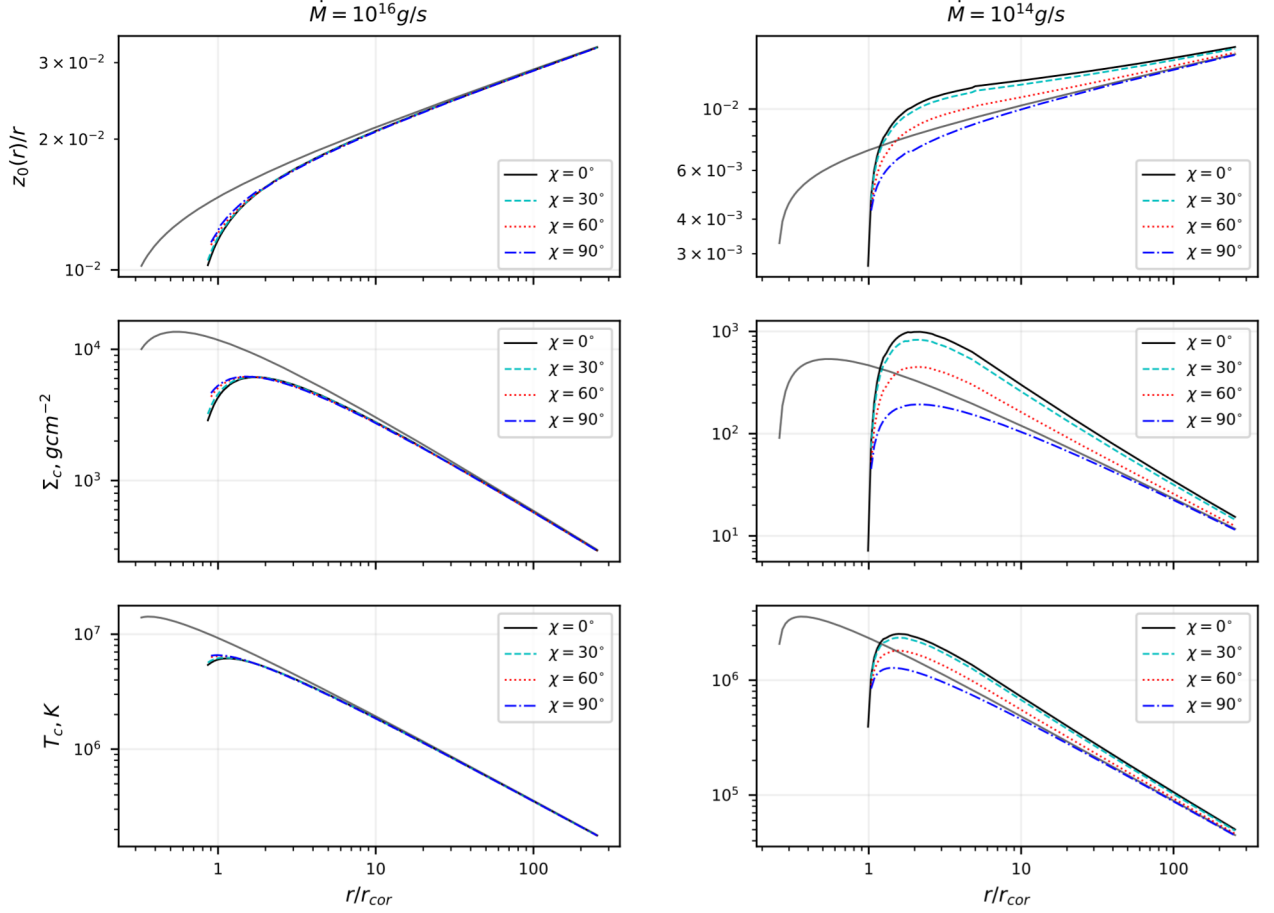 Ṁ = 10¹⁶g/s
Ṁ = 10¹⁴g/s
z₀(r)/r
3 × 10⁻²
2 × 10⁻²
10⁻²
χ = 0°
χ = 30°
χ = 60°
χ = 90°
10⁻²
6 × 10⁻³
4 × 10⁻³
3 × 10⁻³
χ = 0°
χ = 30°
χ = 60°
χ = 90°
Σc, gcm⁻²
10⁴
10³
χ = 0°
χ = 30°
χ = 60°
χ = 90°
10³
10²
10¹
χ = 0°
χ = 30°
χ = 60°
χ = 90°
Tc, K
10⁷
10⁶
χ = 0°
χ = 30°
χ = 60°
χ = 90°
10⁶
10⁵
χ = 0°
χ = 30°
χ = 60°
χ = 90°
1 10 100
1 10 100
r/rcor
r/rcor